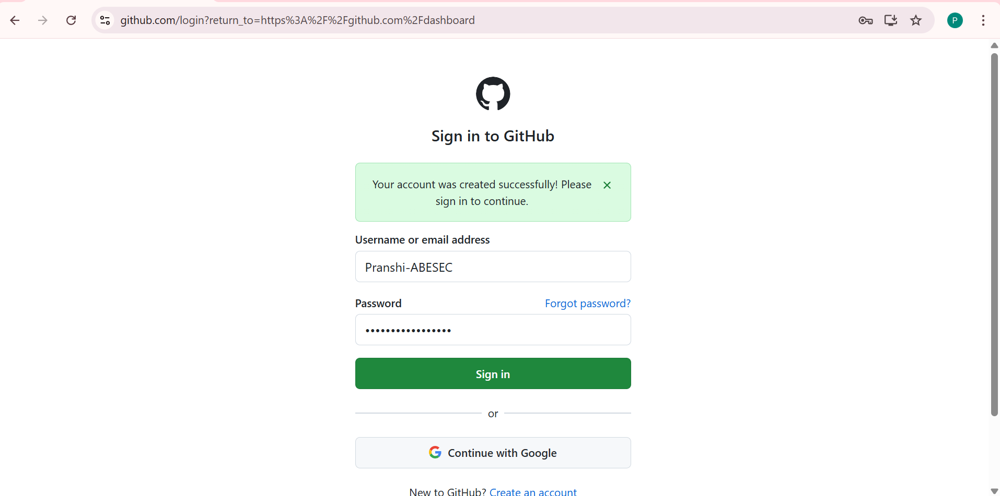 github.com/login?return_to=https%3A%2F%2Fgithub.com%2Fdashboard
P
Sign in to GitHub
Your account was created successfully! Please
sign in to continue.
Username or email address
Pranshi-ABESEC
Password Forgot password?
•••••••••••••••••
Sign in
or
Continue with Google
New to GitHub? Create an account